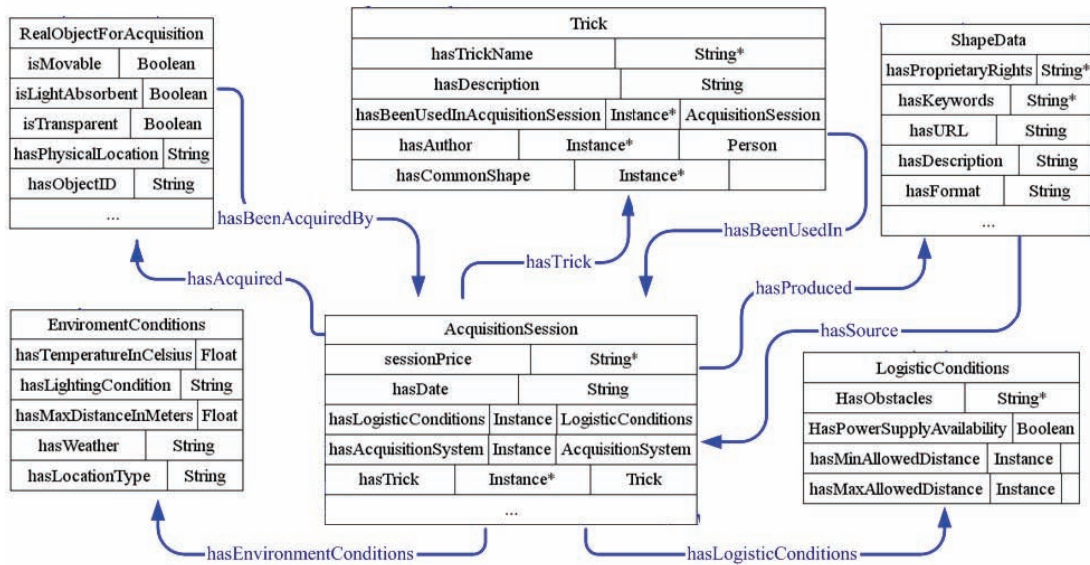 RealObjectForAcquisition
isMovable Boolean
isLightAbsorbent Boolean
isTransparent Boolean
hasPhysicalLocation String
hasObjectID String
...
Trick
hasTrickName String*
hasDescription String
hasBeenUsedInAcquisitionSession Instance* AcquisitionSession
hasAuthor Instance* Person
hasCommonShape Instance*
ShapeData
hasProprietaryRights String*
hasKeywords String*
hasURL String
hasDescription String
hasFormat String
...
hasBeenAcquiredBy
hasBeenUsedIn
hasTrick
hasAcquired
hasProduced
hasSource
EnviromentConditions
hasTemperatureInCelsius Float
hasLightingCondition String
hasMaxDistanceInMeters Float
hasWeather String
hasLocationType String
AcquisitionSession
sessionPrice String*
hasDate String
hasLogisticConditions Instance LogisticConditions
hasAcquisitionSystem Instance AcquisitionSystem
hasTrick Instance* Trick
...
LogisticConditions
HasObstacles String*
HasPowerSupplyAvailability Boolean
hasMinAllowedDistance Instance
hasMaxAllowedDistance Instance
hasEnvironmentConditions
hasLogisticConditions